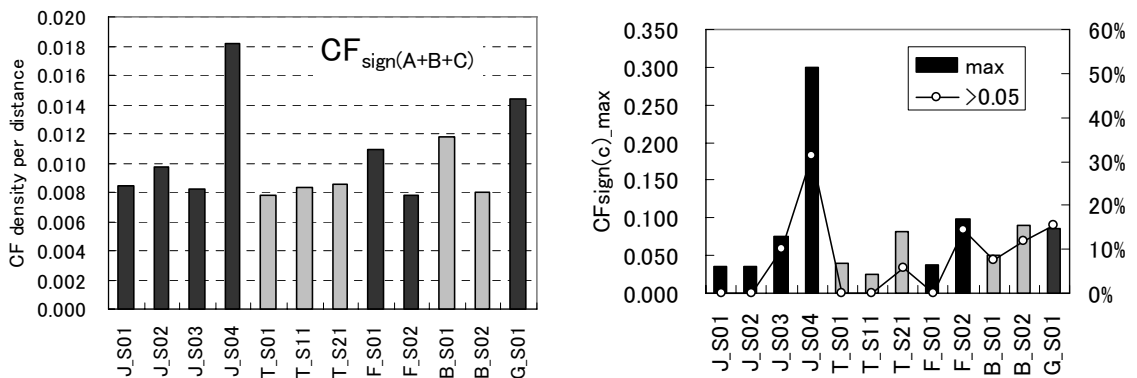 CF density per distance
0.020
0.018
0.016
0.014
0.012
0.010
0.008
0.006
0.004
0.002
0.000
CFsign(A+B+C)
J_S01
J_S02
J_S03
J_S04
T_S01
T_S11
T_S21
F_S01
F_S02
B_S01
B_S02
G_S01
CFsign(c)_max
0.350
0.300
0.250
0.200
0.150
0.100
0.050
0.000
max
>0.05
60%
50%
40%
30%
20%
10%
0%
J_S01
J_S02
J_S03
J_S04
T_S01
T_S11
T_S21
F_S01
F_S02
B_S01
B_S02
G_S01